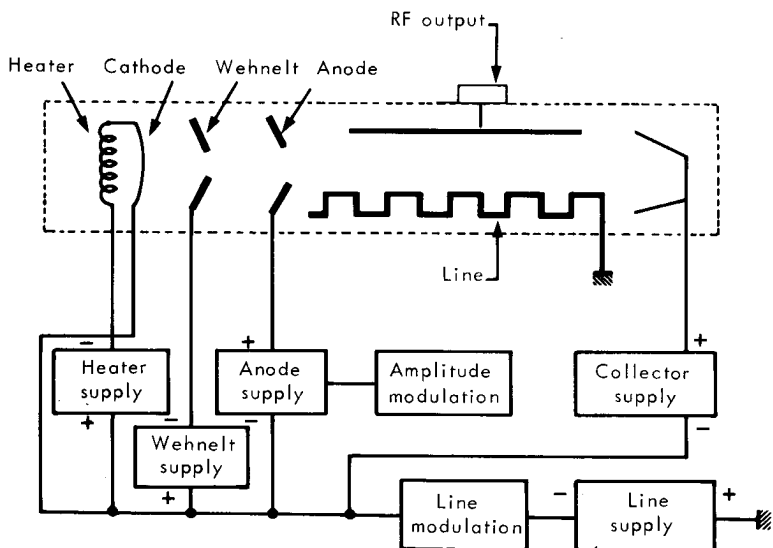 RF output
Heater Cathode Wehnelt Anode
Line
− + +
Heater supply
Anode supply
Amplitude modulation
Collector supply
+ − − −
Wehnelt supply
+
Line modulation
− +
Line supply